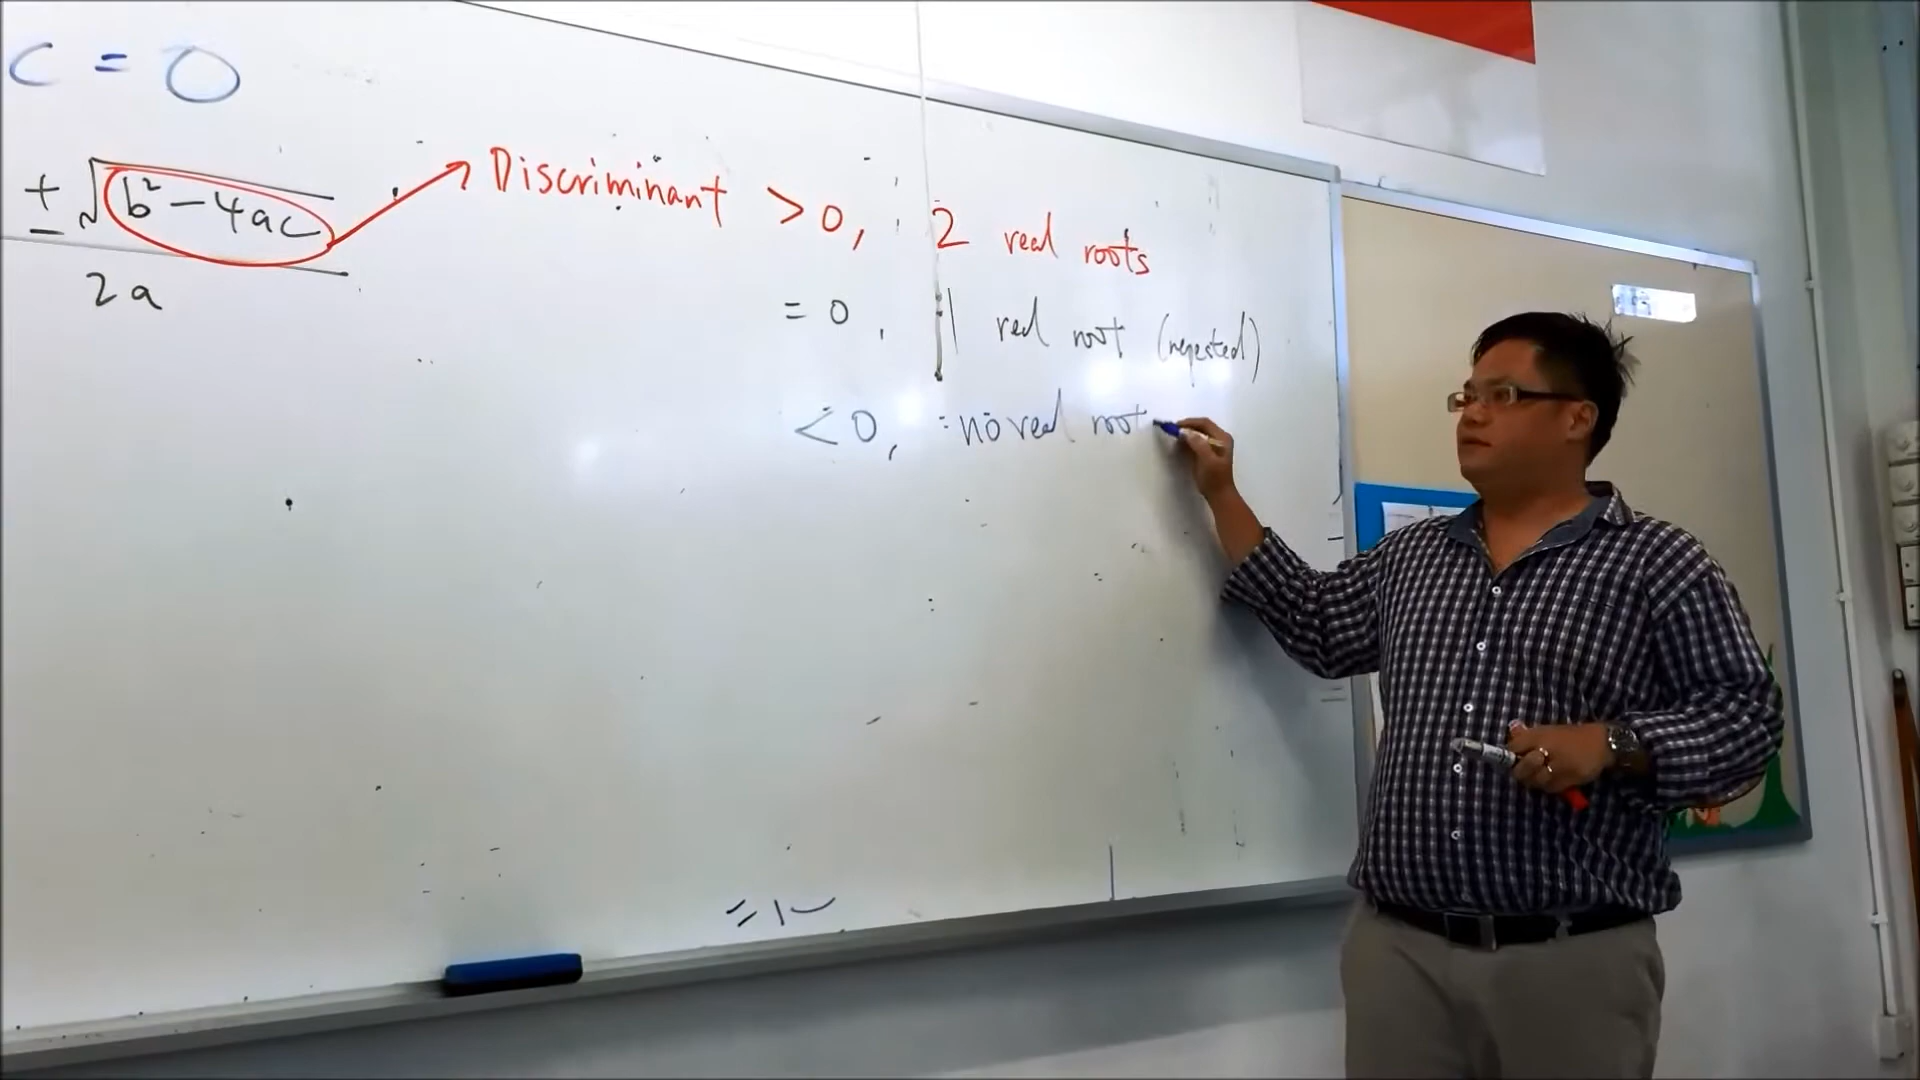 c = 0
± √b² - 4ac → Discriminant > 0, 2 real roots
2a
= 0, 1 real root (repeated)
< 0, no real root